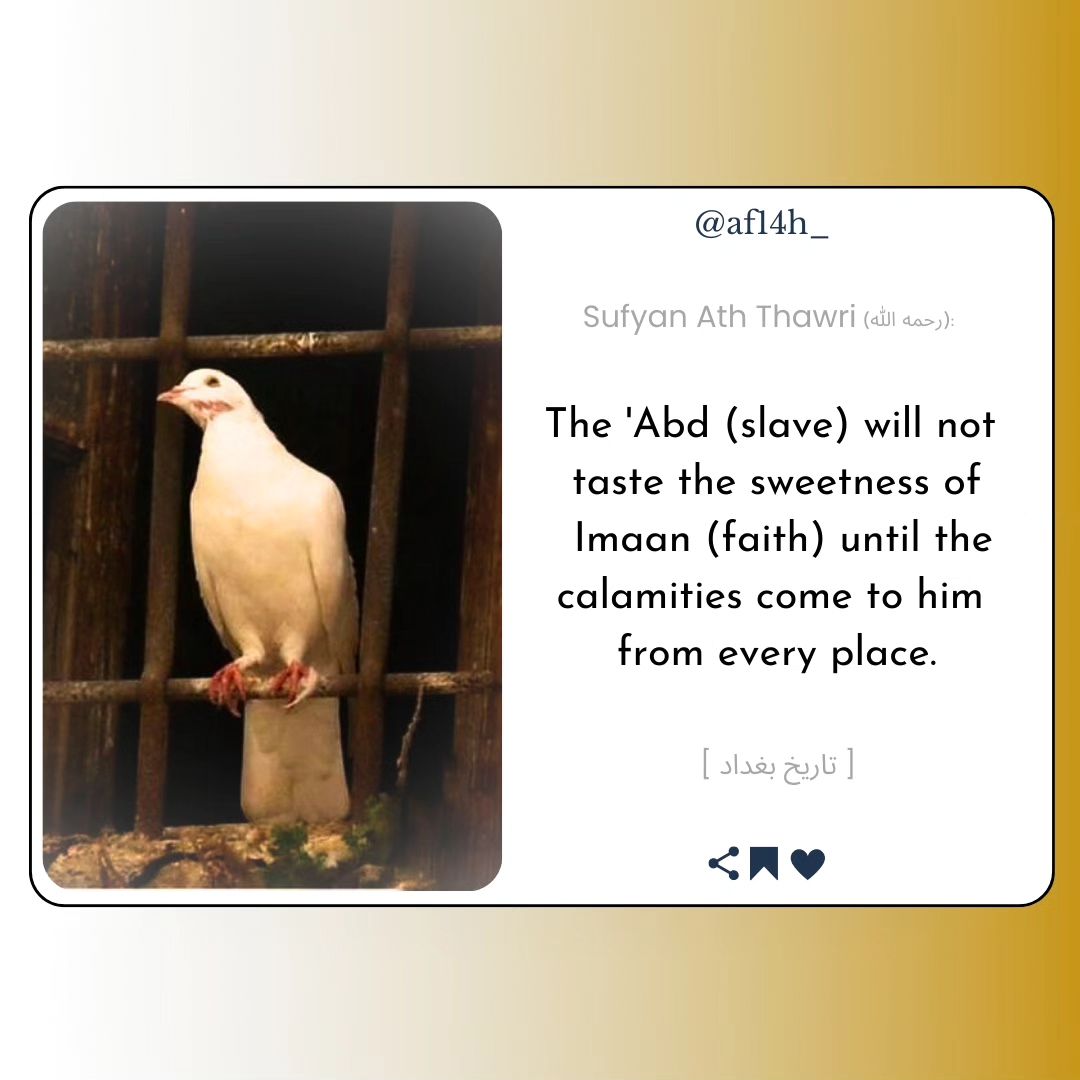 @af14h_
Sufyan Ath Thawri (رحمه الله):
The 'Abd (slave) will not
taste the sweetness of
Imaan (faith) until the
calamities come to him
from every place.
[ تاريخ بغداد ]